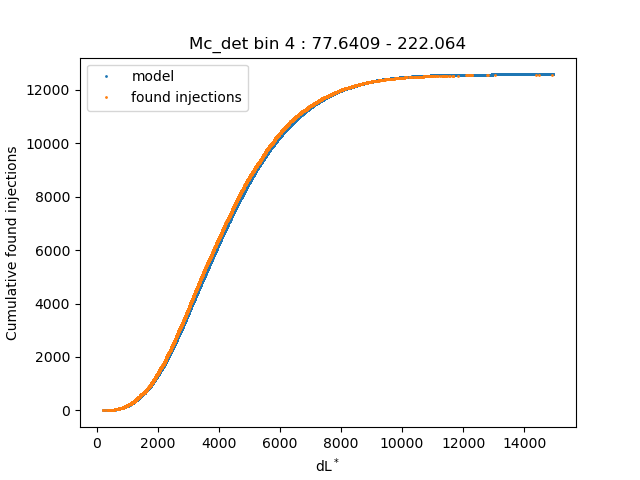 Mc_det bin 4 : 77.6409 - 222.064
model
found injections
Cumulative found injections
12000
10000
8000
6000
4000
2000
0
0 2000 4000 6000 8000 10000 12000 14000
dL*